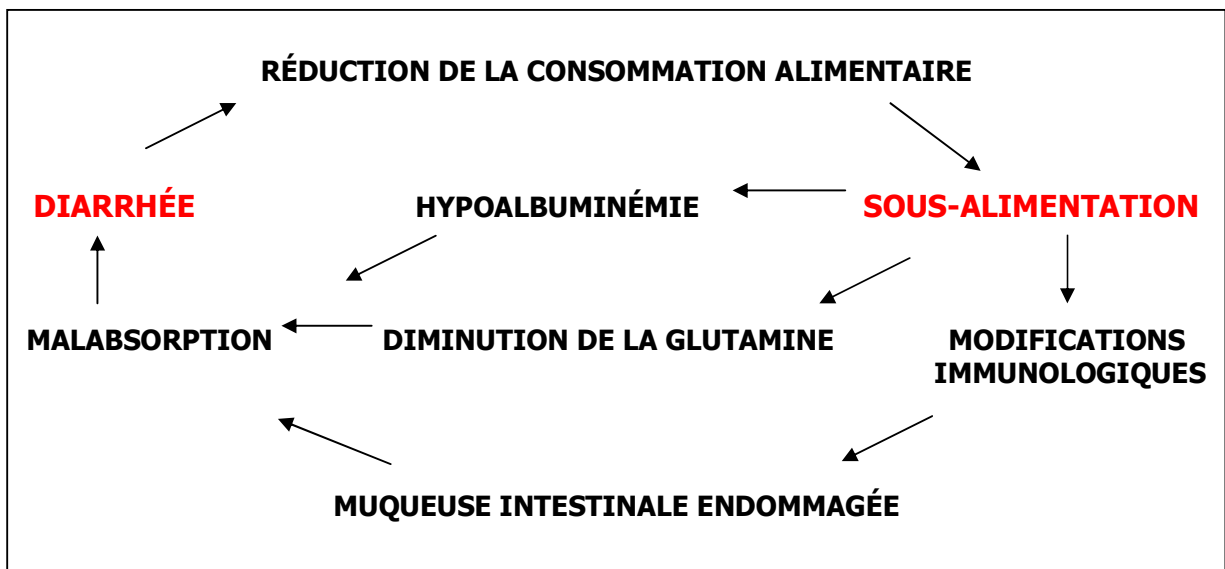 RÉDUCTION DE LA CONSOMMATION ALIMENTAIRE
DIARRHÉE
HYPOALBUMINÉMIE
SOUS-ALIMENTATION
MALABSORPTION
DIMINUTION DE LA GLUTAMINE
MODIFICATIONS
IMMUNOLOGIQUES
MUQUEUSE INTESTINALE ENDOMMAGÉE